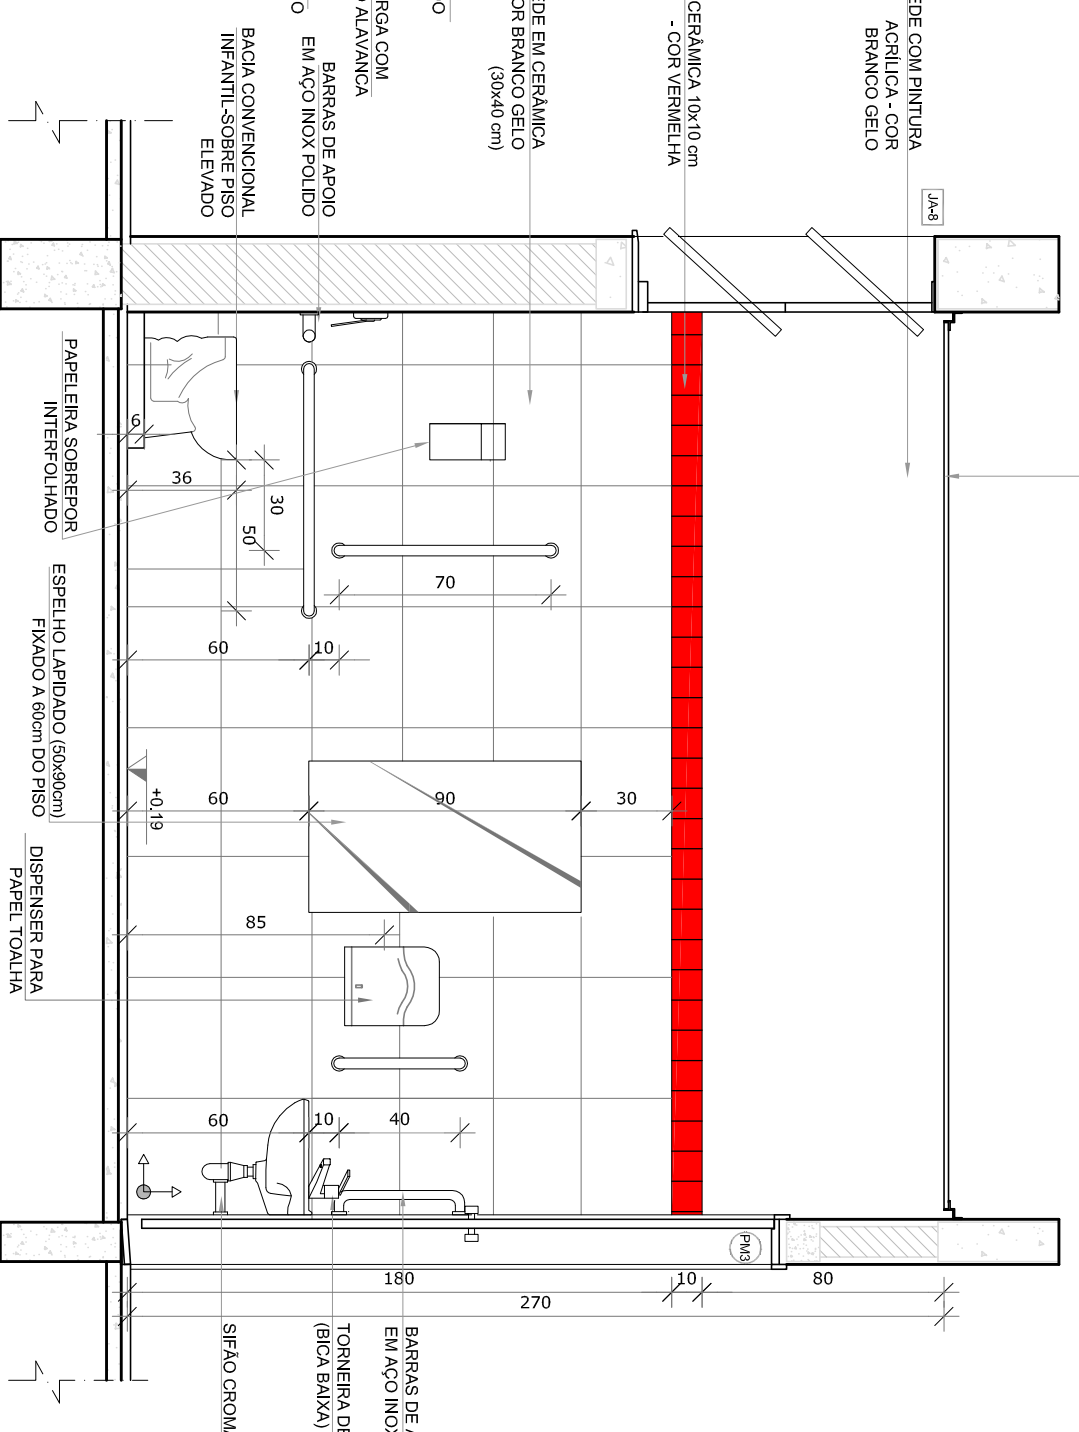 EDE COM PINTURA
ACRÍLICA - COR
BRANCO GELO
JA-8
CERÂMICA 10x10 cm
- COR VERMELHA
EDE EM CERÂMICA
OR BRANCO GELO
(30x40 cm)
O
RGA COM
O ALAVANCA
TO
O
BARRAS DE APOIO
EM AÇO INOX POLIDO
BACIA CONVENCIONAL
INFANTIL-SOBRE PISO
ELEVADO
PAPELEIRA SOBREPOR
INTERFOLHADO
ESPELHO LAPIDADO (50x90cm)
FIXADO A 60cm DO PISO
DISPENSER PARA
PAPEL TOALHA
6
36
30
50
70
60
10
60
90
30
+0.19
85
60
10
40
PM3
180
10
80
270
BARRAS DE A
EM AÇO INOX
TORNEIRA DE
(BICA BAIXA)
SIFÃO CROMA